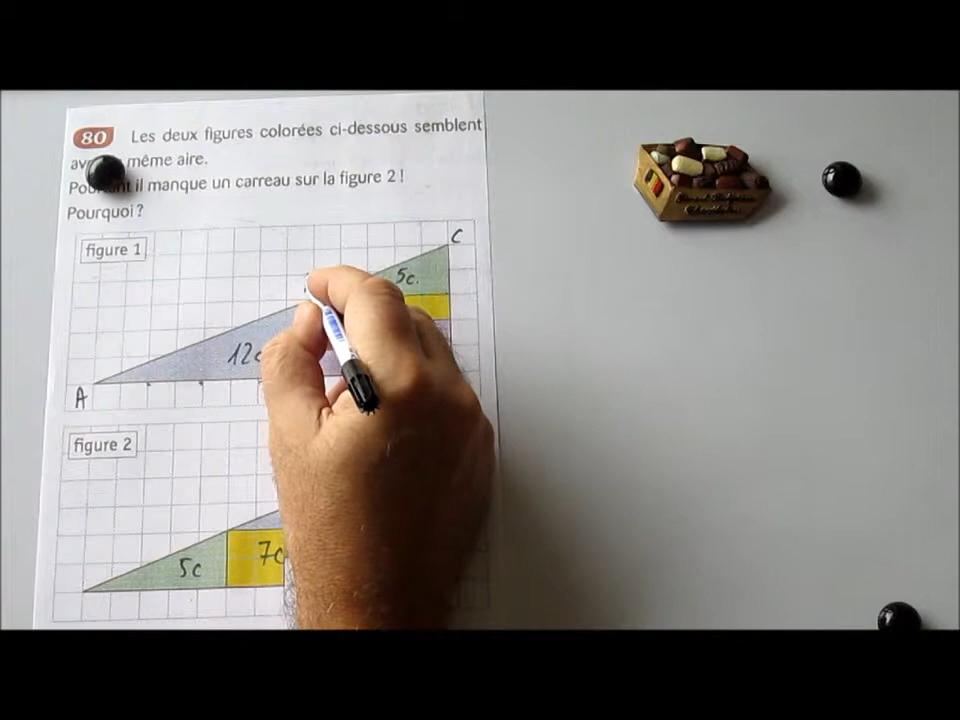 80 Les deux figures colorées ci-dessous semblent
même aire.
il manque un carreau sur la figure 2 !
Pourquoi ?
figure 1
C
5c.
12c
A
figure 2
5c
7c